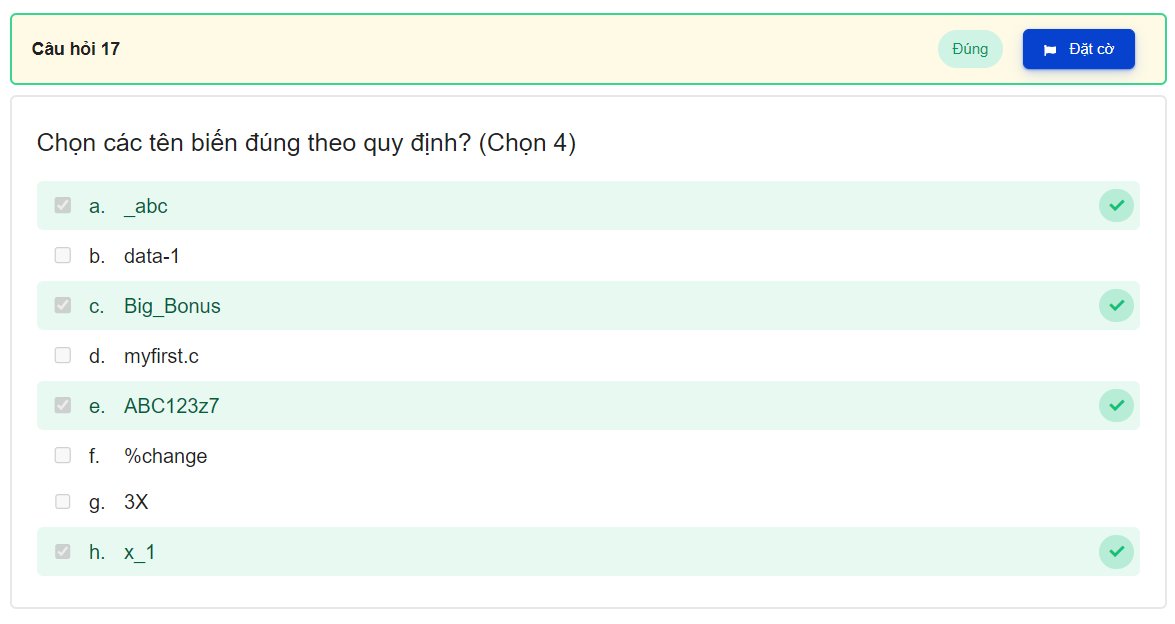 Câu hỏi 17
Đúng
Đặt cờ
Chọn các tên biến đúng theo quy định? (Chọn 4)
a. _abc
b. data-1
c. Big_Bonus
d. myfirst.c
e. ABC123z7
f. %change
g. 3X
h. x_1